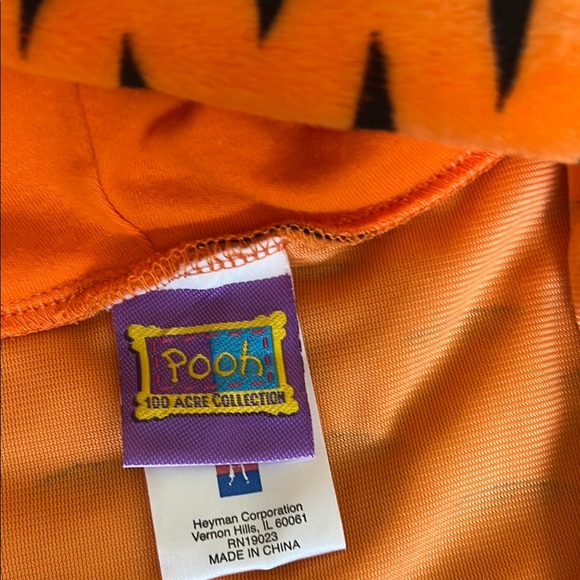 Pooh
100 ACRE COLLECTION
Heyman Corporation
Vernon Hills, IL 60061
RN19023
MADE IN CHINA